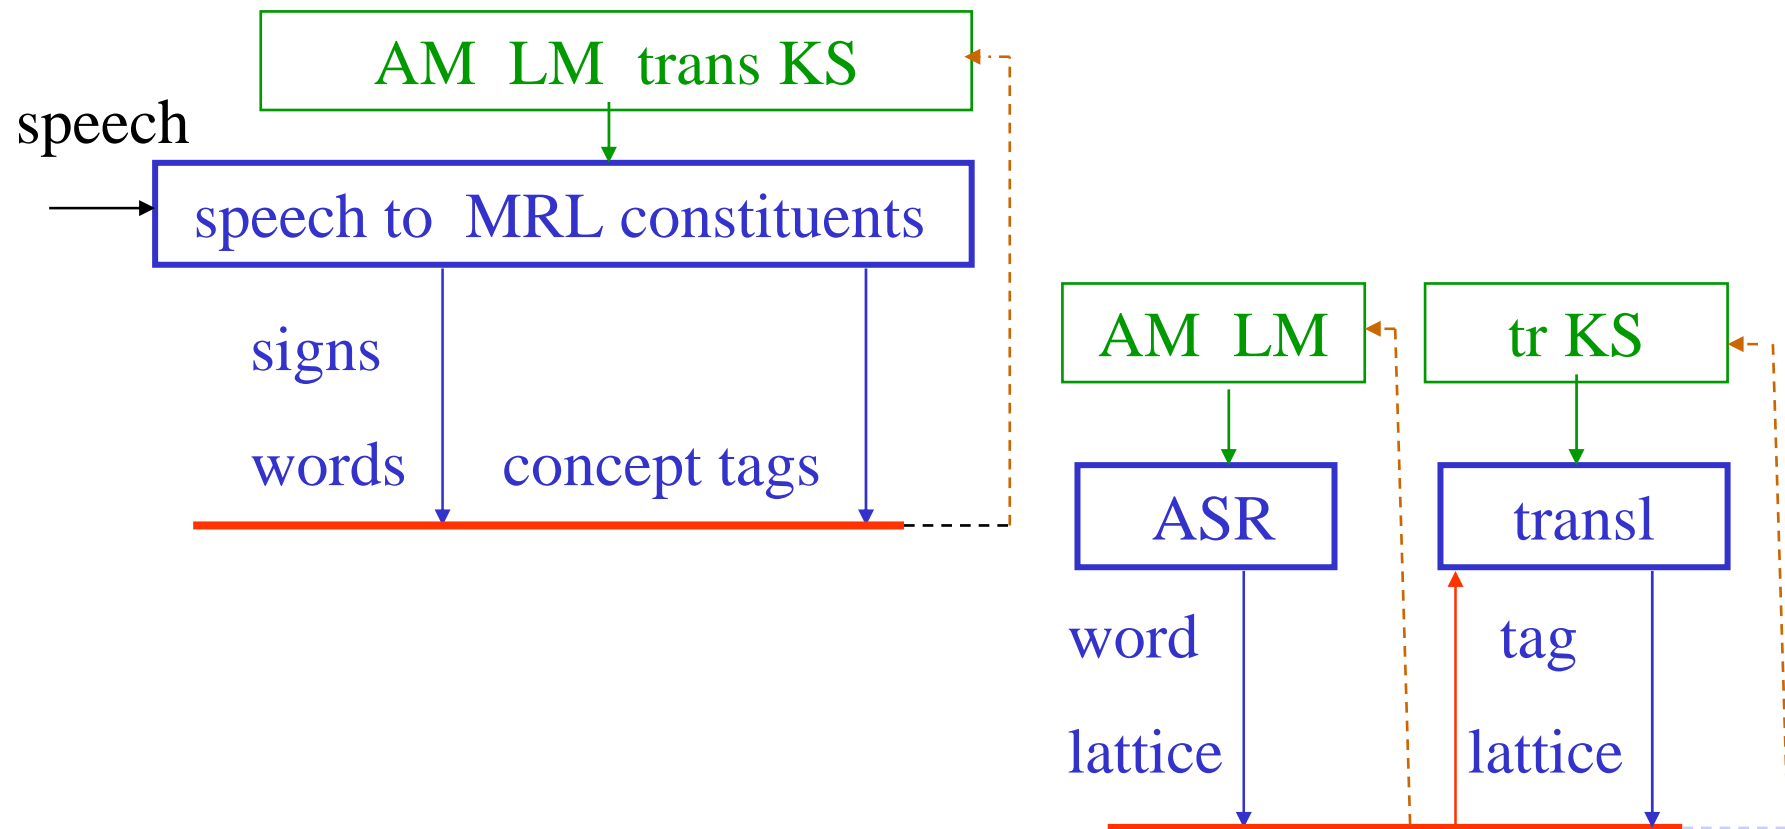 AM LM trans KS
speech
speech to MRL constituents
signs
words concept tags
AM LM tr KS
ASR transl
word tag
lattice lattice